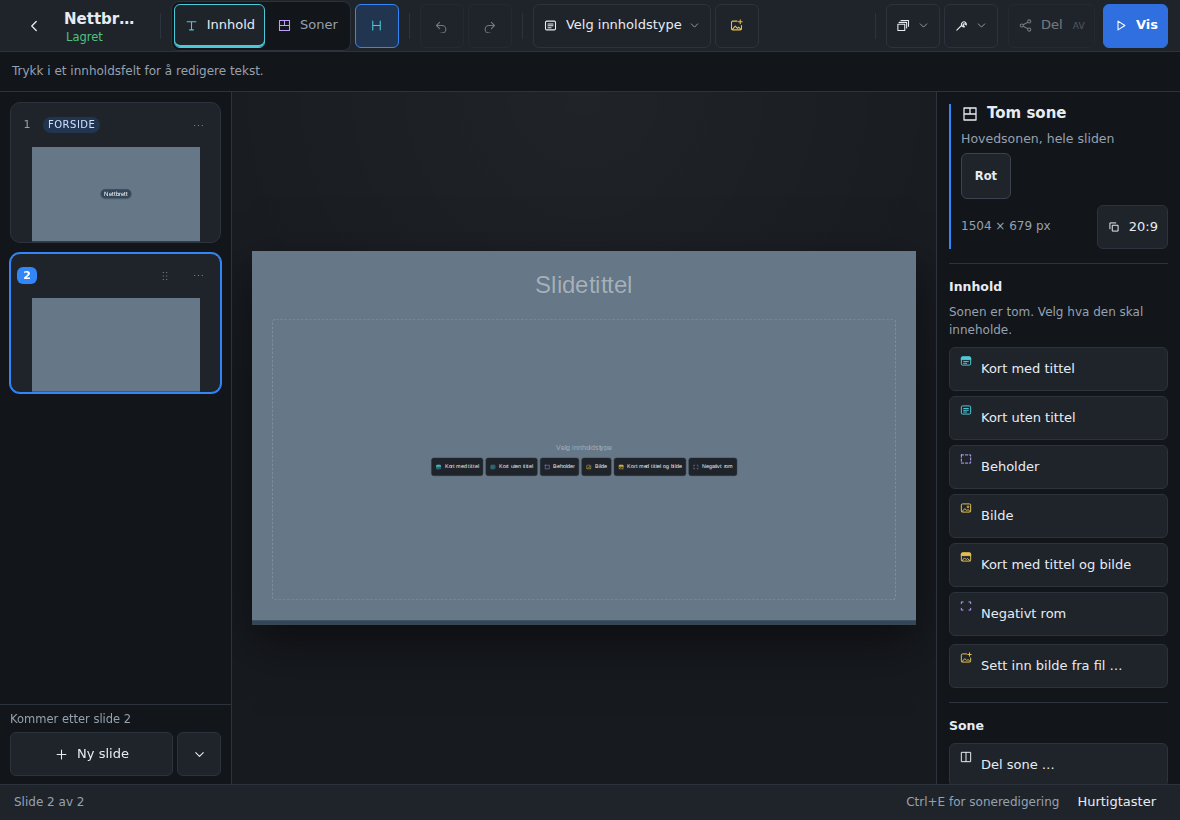 Nettbr…
Lagret
Innhold
Soner
H
Velg innholdstype
Del AV
Vis
Trykk i et innholdsfelt for å redigere tekst.
1 FORSIDE
Nettbrett
2
Kommer etter slide 2
Ny slide
Slidetittel
Velg innholdstype
Kort med tittel
Kort uten tittel
Beholder
Bilde
Kort med tittel og bilde
Negativt rom
Tom sone
Hovedsonen, hele sliden
Rot
1504 × 679 px
20:9
Innhold
Sonen er tom. Velg hva den skal
inneholde.
Kort med tittel
Kort uten tittel
Beholder
Bilde
Kort med tittel og bilde
Negativt rom
Sett inn bilde fra fil …
Sone
Del sone …
Slide 2 av 2
Ctrl+E for soneredigering
Hurtigtaster